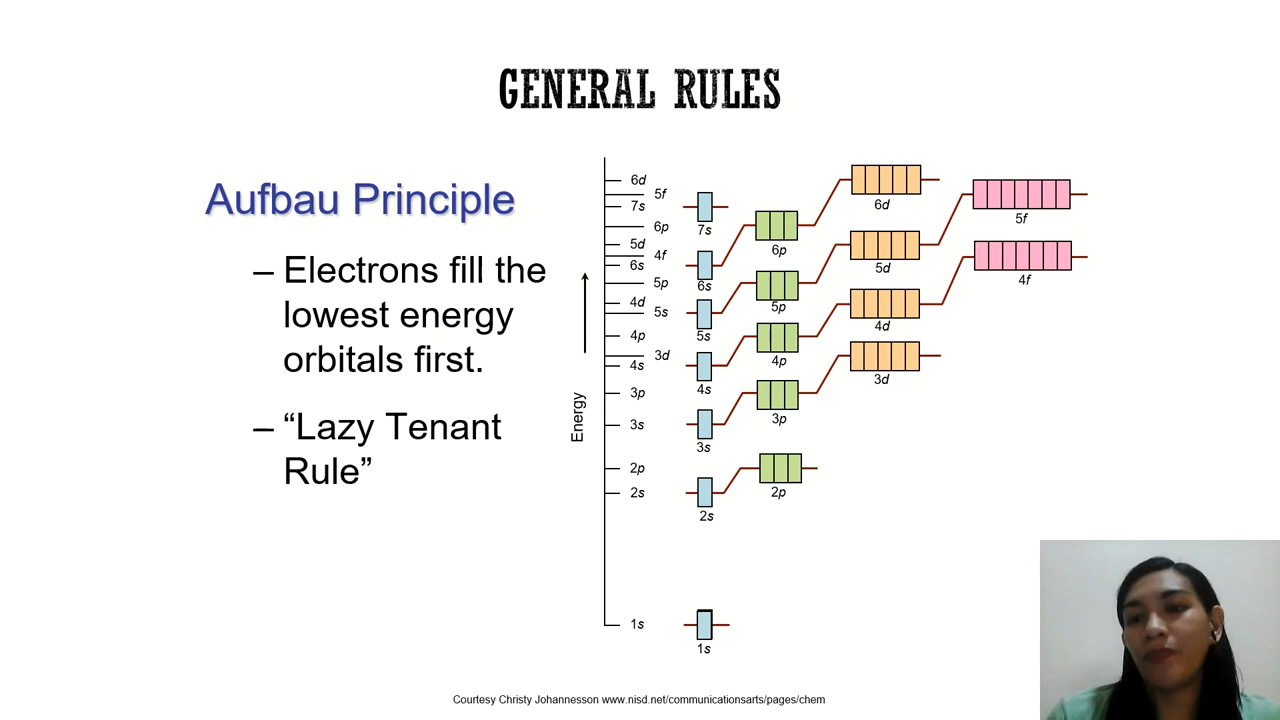 GENERAL RULES
Aufbau Principle
– Electrons fill the
lowest energy
orbitals first.
– “Lazy Tenant
Rule”
Energy
6d
5f
7s
6p
5d
4f
6s
5p
4d
5s
4p
3d
4s
3p
3s
2p
2s
1s
7s
6s
5s
4s
3s
2s
1s
6p
5p
4p
3p
2p
6d
5d
4d
3d
5f
4f
Courtesy Christy Johannesson www.nisd.net/communicationsarts/pages/chem